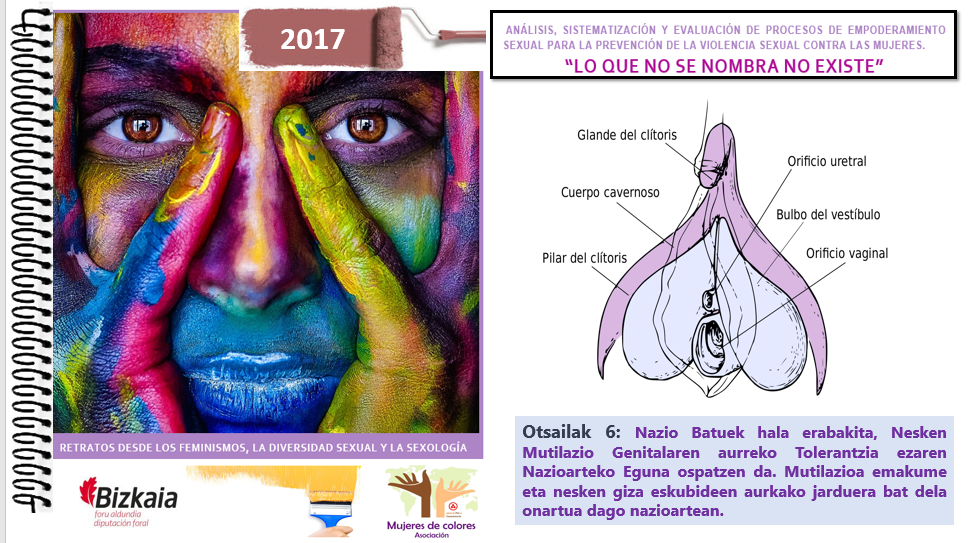 2017
RETRATOS DESDE LOS FEMINISMOS, LA DIVERSIDAD SEXUAL Y LA SEXOLOGÍA
Bizkaia
foru aldundia
diputación foral
Mujeres de colores
Asociación
ANÁLISIS, SISTEMATIZACIÓN Y EVALUACIÓN DE PROCESOS DE EMPODERAMIENTO
SEXUAL PARA LA PREVENCIÓN DE LA VIOLENCIA SEXUAL CONTRA LAS MUJERES.
“LO QUE NO SE NOMBRA NO EXISTE”
Glande del clítoris
Orificio uretral
Cuerpo cavernoso
Bulbo del vestíbulo
Pilar del clítoris
Orificio vaginal
Otsailak 6: Nazio Batuek hala erabakita, Nesken
Mutilazio Genitalaren aurreko Tolerantzia ezaren
Nazioarteko Eguna ospatzen da. Mutilazioa emakume
eta nesken giza eskubideen aurkako jarduera bat dela
onartua dago nazioartean.